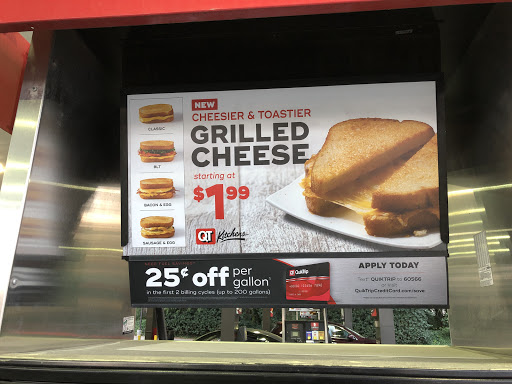 NEW
CHEESIER & TOASTIER
GRILLED
CHEESE
starting at
$1.99
QT Kitchens
CLASSIC
BLT
BACON & EGG
SAUSAGE & EGG
25¢ off per gallon
in the first 2 billing cycles (up to 200 gallons)
QT QuikTrip
APPLY TODAY
Text QUIKTRIP to 60566
or visit
QuikTripCreditCard.com/save